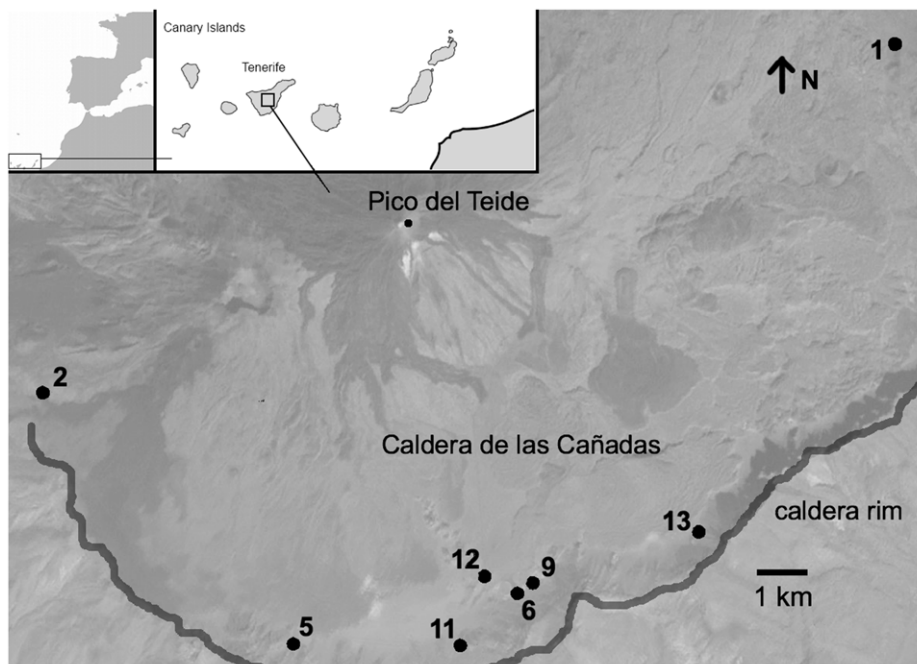 Canary Islands
Tenerife
1
N
Pico del Teide
2
Caldera de las Cañadas
13
caldera rim
12
9
6
1 km
5
11